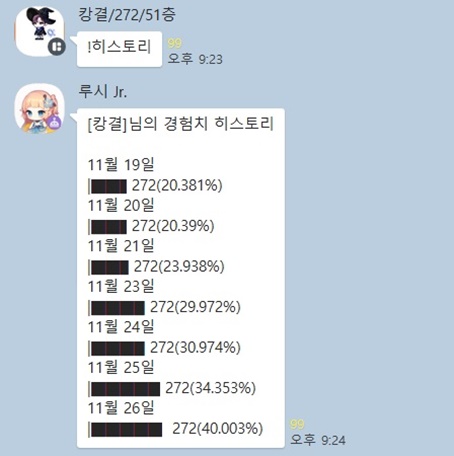 캉결/272/51층
!히스토리
99
오후 9:23
루시 Jr.
[캉결]님의 경험치 히스토리
11월 19일
272(20.381%)
11월 20일
272(20.39%)
11월 21일
272(23.938%)
11월 23일
272(29.972%)
11월 24일
272(30.974%)
11월 25일
272(34.353%)
11월 26일
272(40.003%)
99
오후 9:24